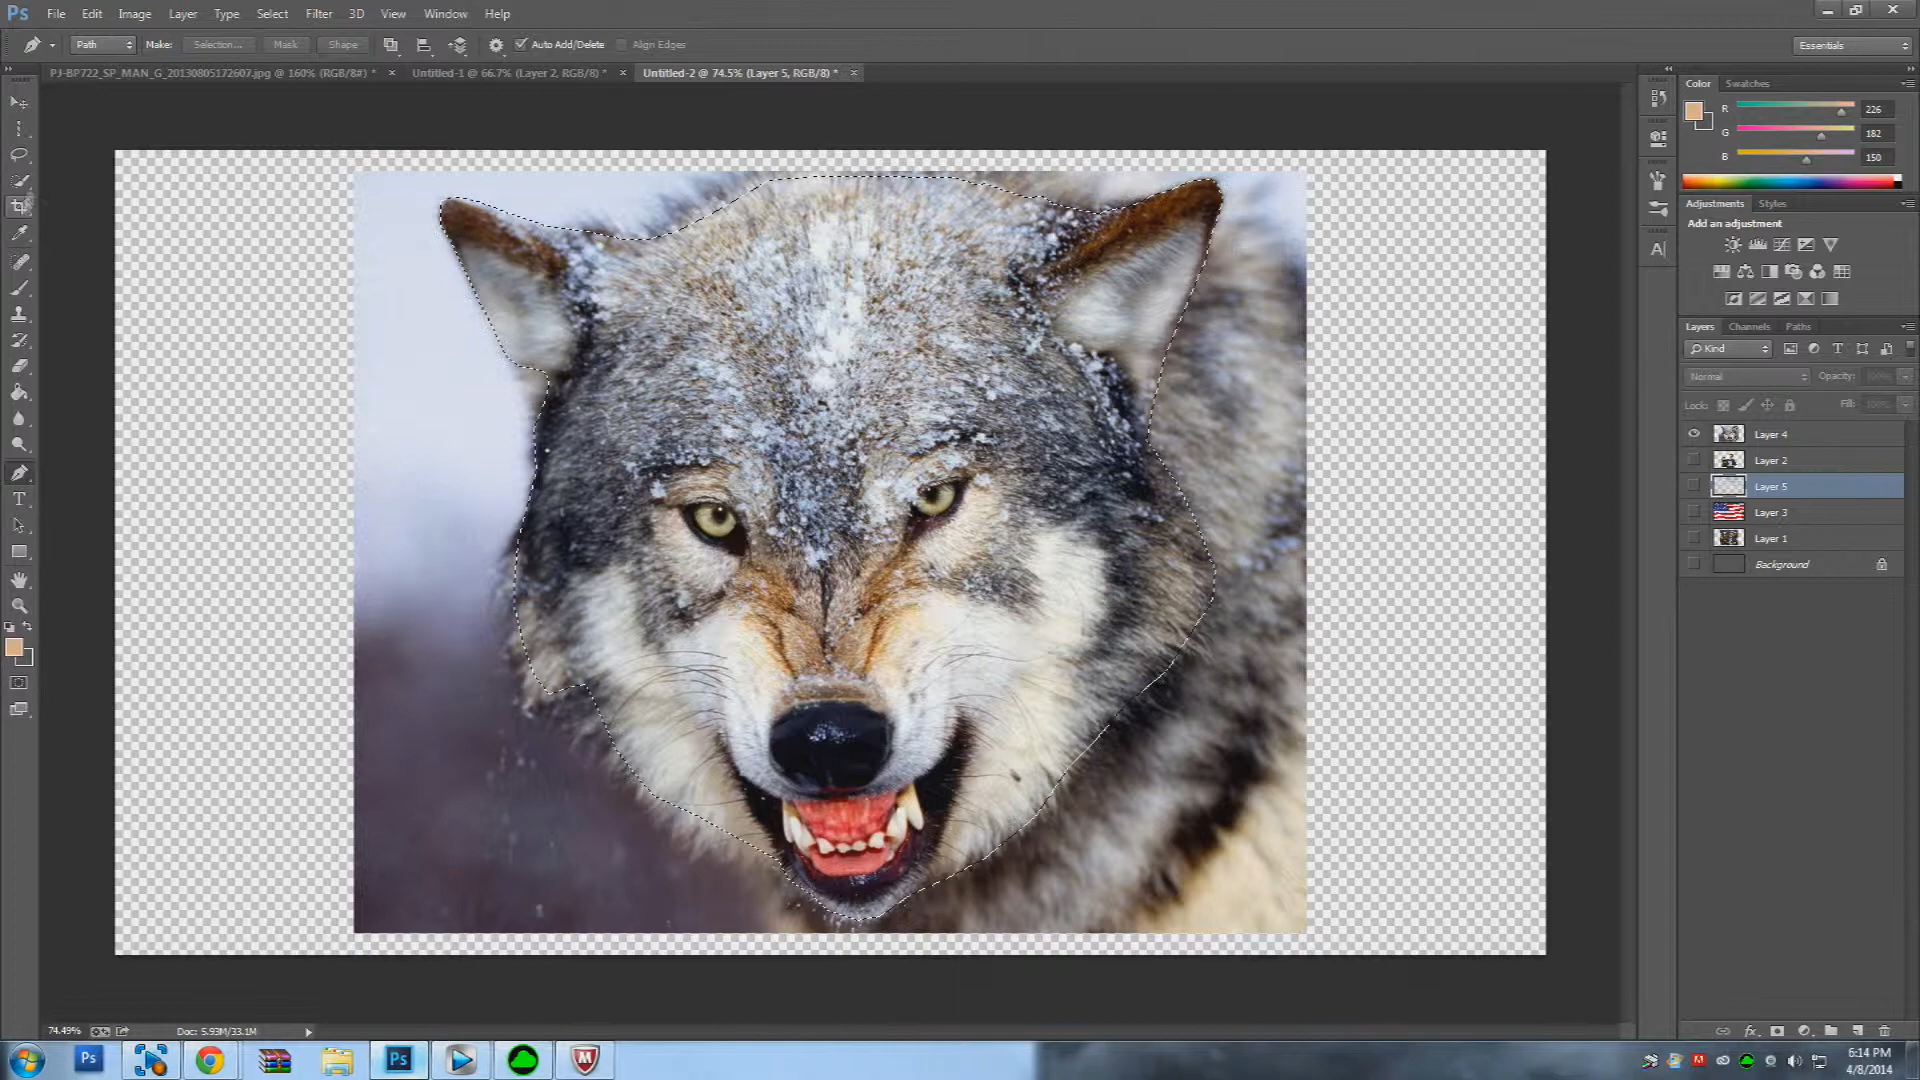 Ps File Edit Image Layer Type Select Filter 3D View Window Help
Path Make: Selection... Mask Shape Auto Add/Delete Align Edges Essentials
PJ-BP722_SP_MAN_G_20130805172607.jpg @ 160% (RGB/8#) * × Untitled-1 @ 66.7% (Layer 2, RGB/8) * × Untitled-2 @ 74.5% (Layer 5, RGB/8) * ×
Color Swatches
R 226
G 182
B 150
Adjustments Styles
Add an adjustment
Layers Channels Paths
Kind
Normal Opacity: 100%
Lock: Fill: 100%
Layer 4
Layer 2
Layer 5
Layer 3
Layer 1
Background
74.49% Doc: 5.93M/33.1M
Ps Ps
6:14 PM
4/8/2014